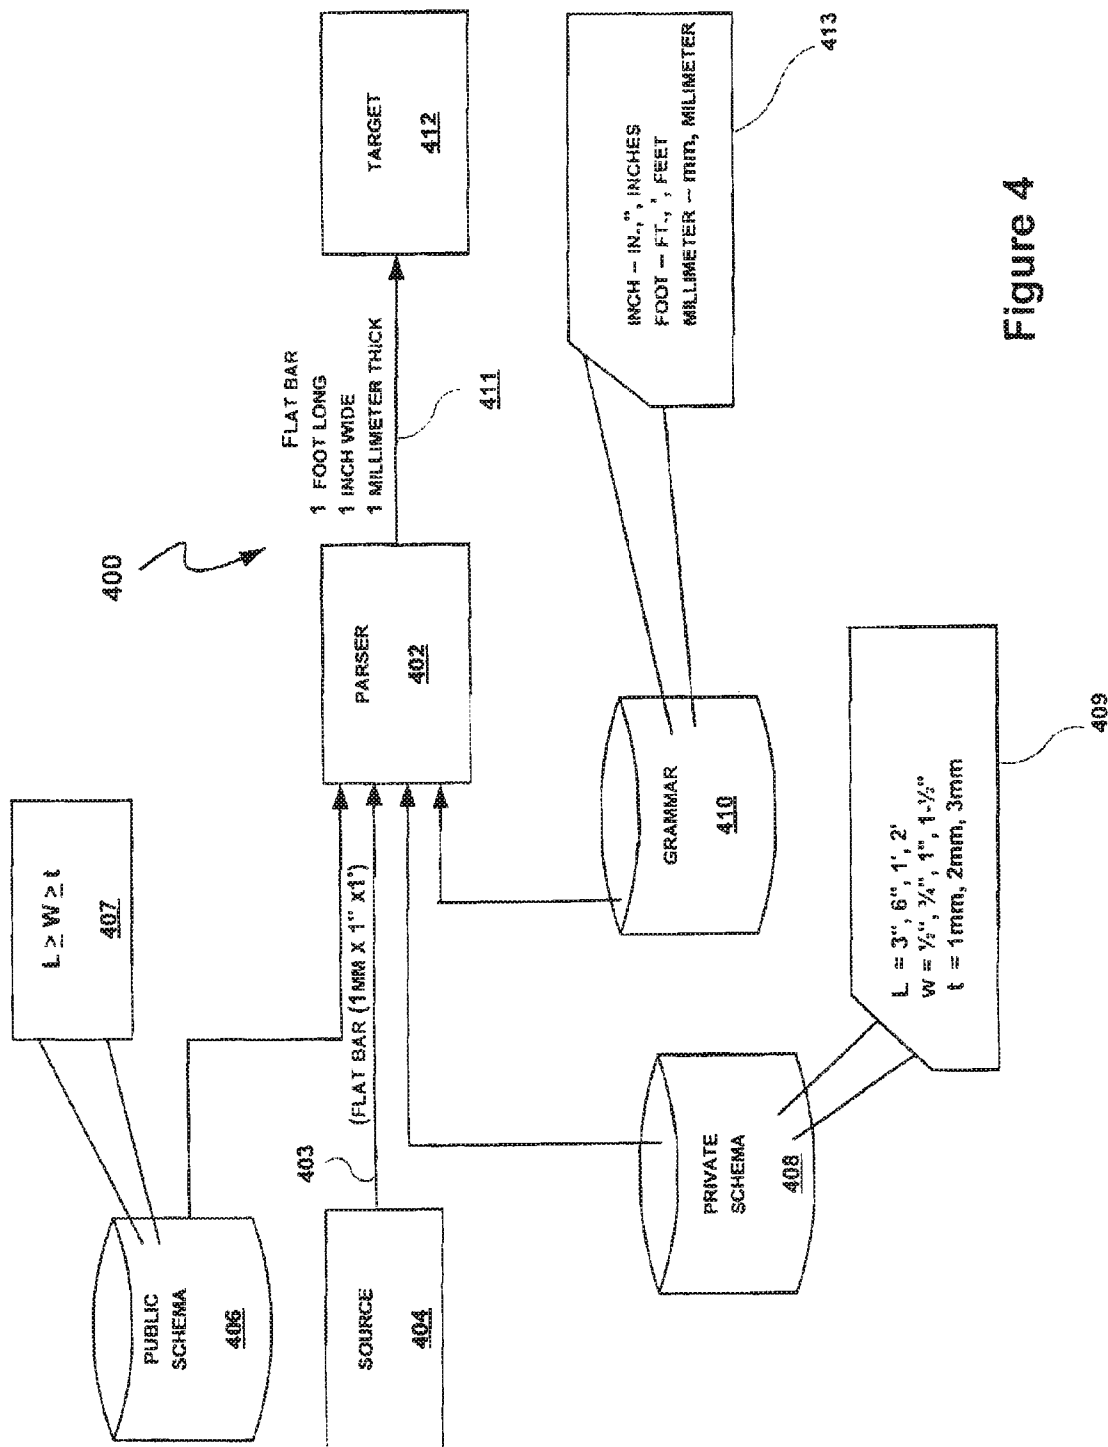 400
PUBLIC
SCHEMA
406
L ≥ W ≥ t
407
SOURCE
404
403
(FLAT BAR (1MM X 1" X1')
PARSER
402
FLAT BAR
1 FOOT LONG
1 INCH WIDE
1 MILLIMETER THICK
411
TARGET
412
PRIVATE
SCHEMA
408
L = 3", 6", 1', 2'
W = ½", ¾", 1", 1-½"
t = 1mm, 2mm, 3mm
409
GRAMMAR
410
INCH – IN.,", INCHES
FOOT – FT.,', FEET
MILLIMETER – mm, MILIMETER
413
Figure 4